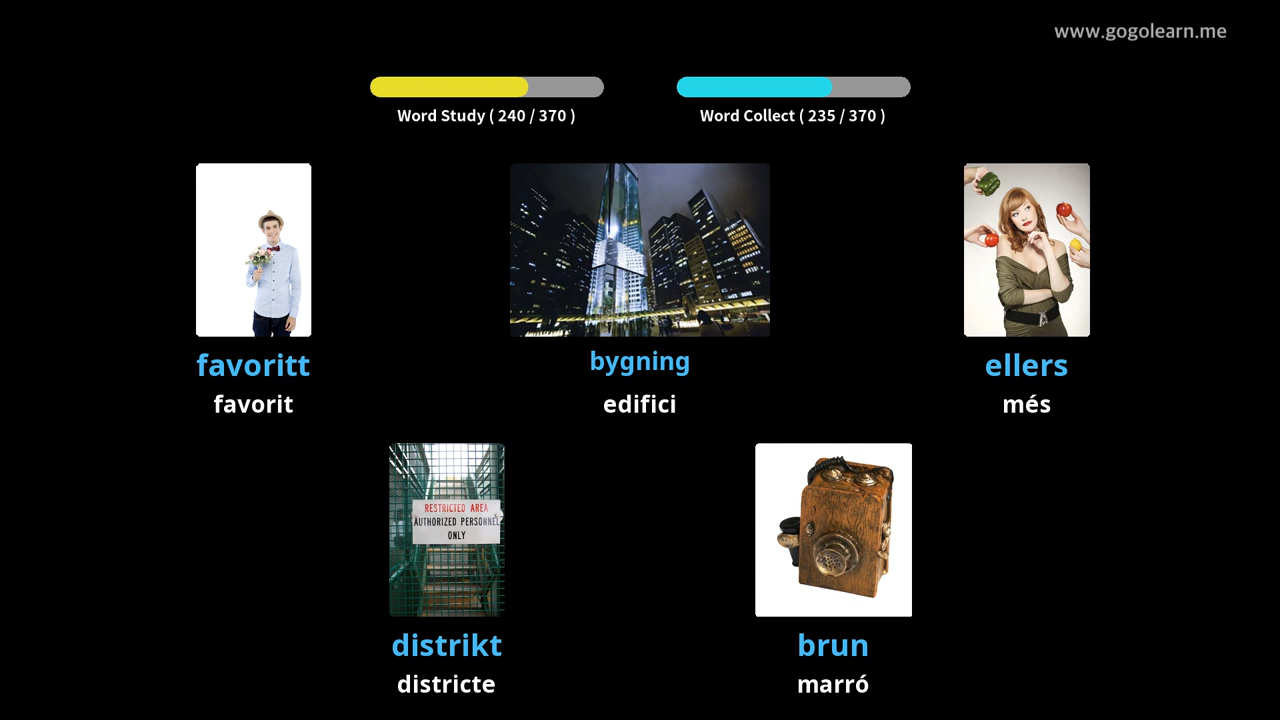 www.gogolearn.me
Word Study ( 240 / 370 )
Word Collect ( 235 / 370 )
favoritt
favorit
bygning
edifici
ellers
més
RESTRICTED AREA
AUTHORIZED PERSONNEL
ONLY
distrikt
districte
brun
marró